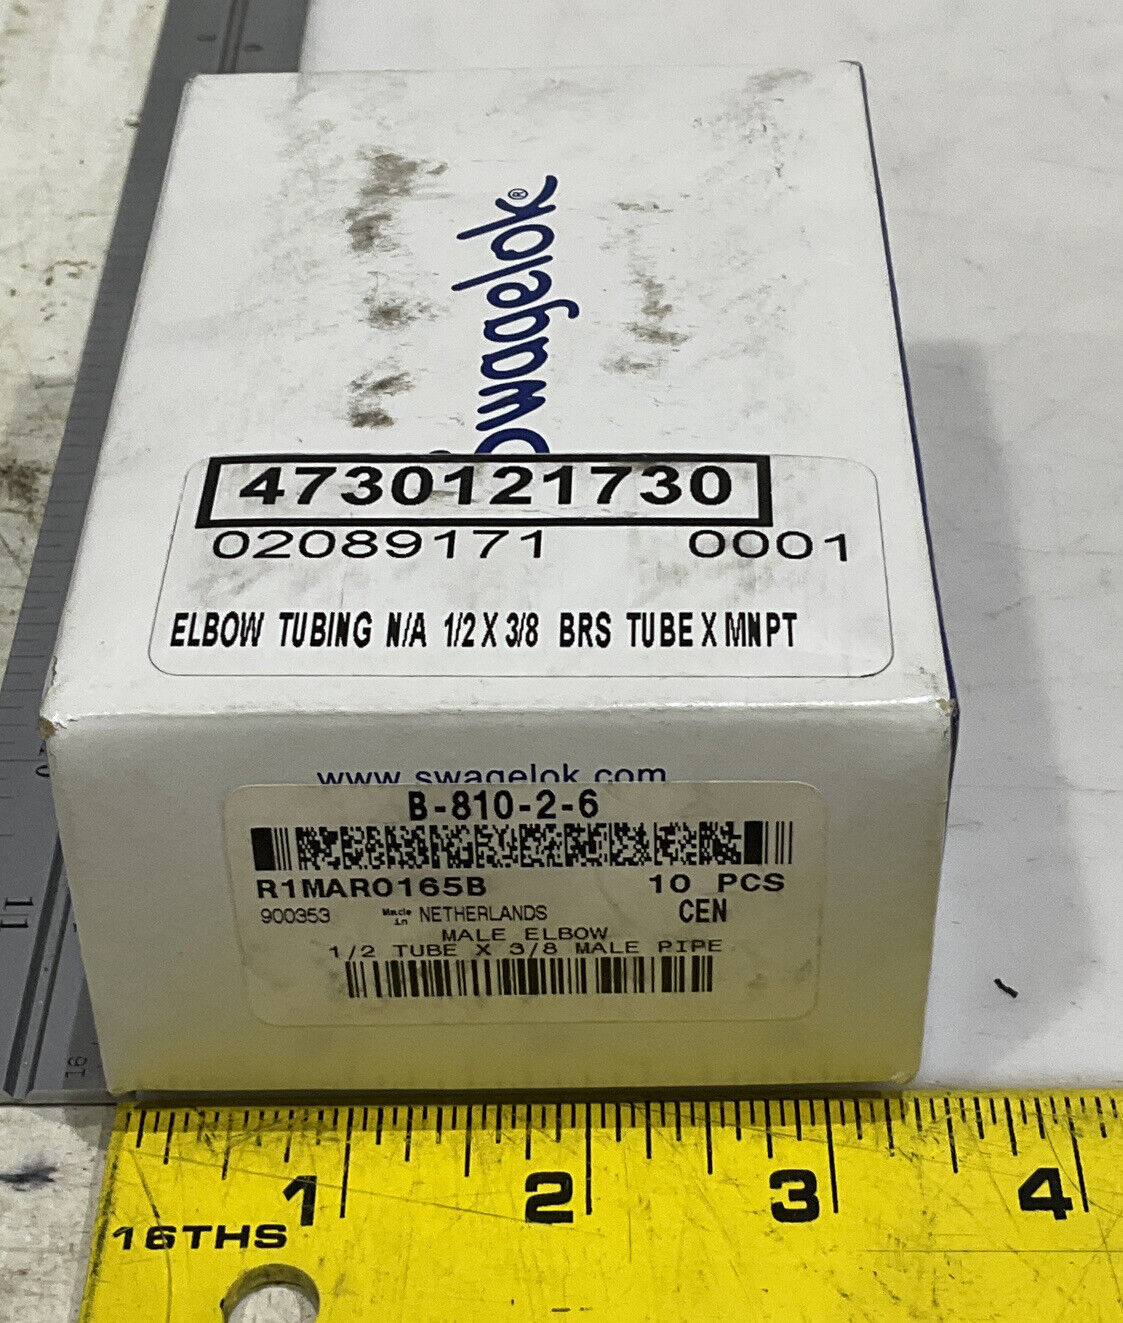 Swagelok®
4730121730
02089171 0001
ELBOW TUBING N/A 1/2 X 3/8 BRS TUBE X MNPT
www.swagelok.com
B-810-2-6
R1MAR0165B 10 PCS
900353 Made in NETHERLANDS CEN
MALE ELBOW
1/2 TUBE X 3/8 MALE PIPE
11
16
1 2 3 4
16THS